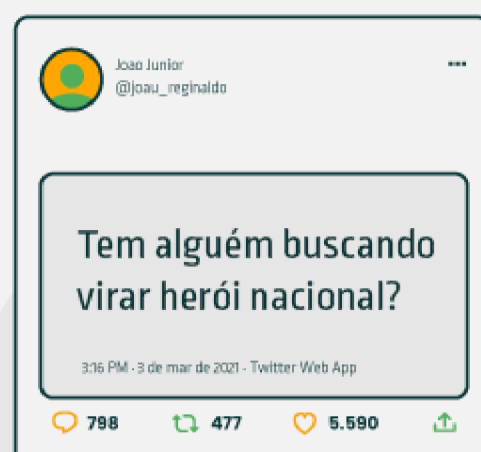 Joao Junior
@joau_reginaldo
Tem alguém buscando
virar herói nacional?
3:16 PM · 3 de mar de 2021 · Twitter Web App
798 477 5.590